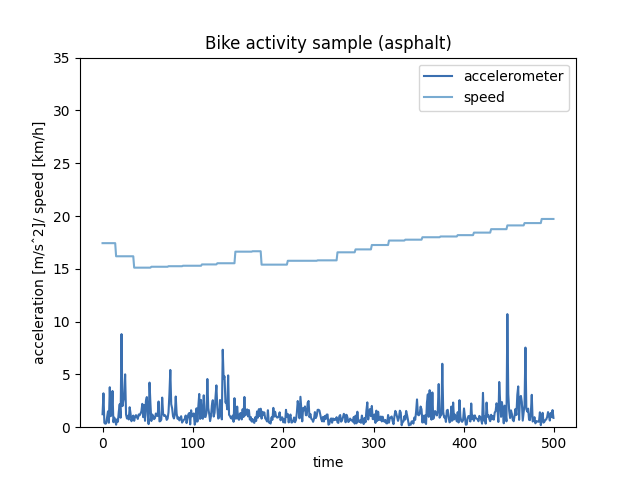 Bike activity sample (asphalt)
accelerometer
speed
acceleration [m/s^2]/ speed [km/h]
35
30
25
20
15
10
5
0
0 100 200 300 400 500
time